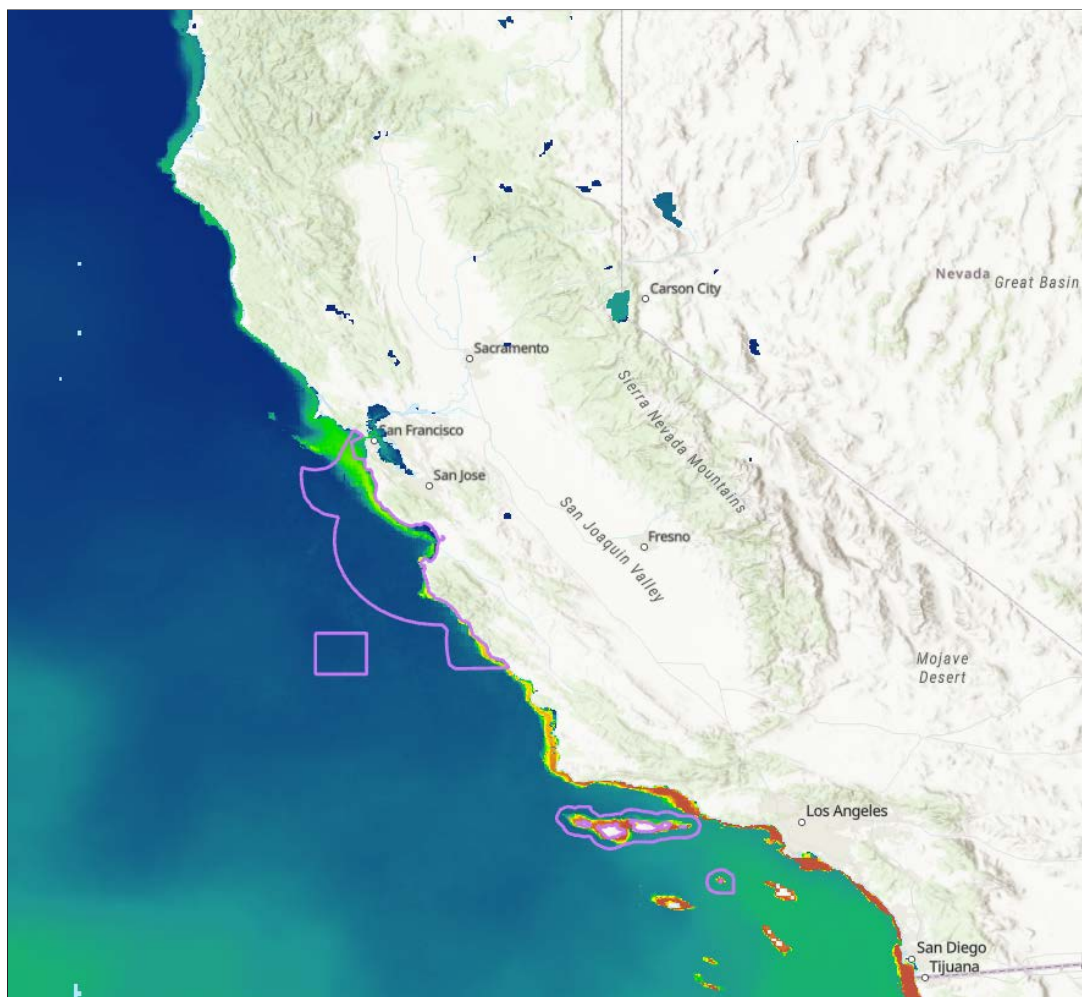 Nevada
Great Basin
Carson City
Sacramento
Sierra Nevada Mountains
San Francisco
San Jose
San Joaquin Valley
Fresno
Mojave
Desert
Los Angeles
San Diego
Tijuana